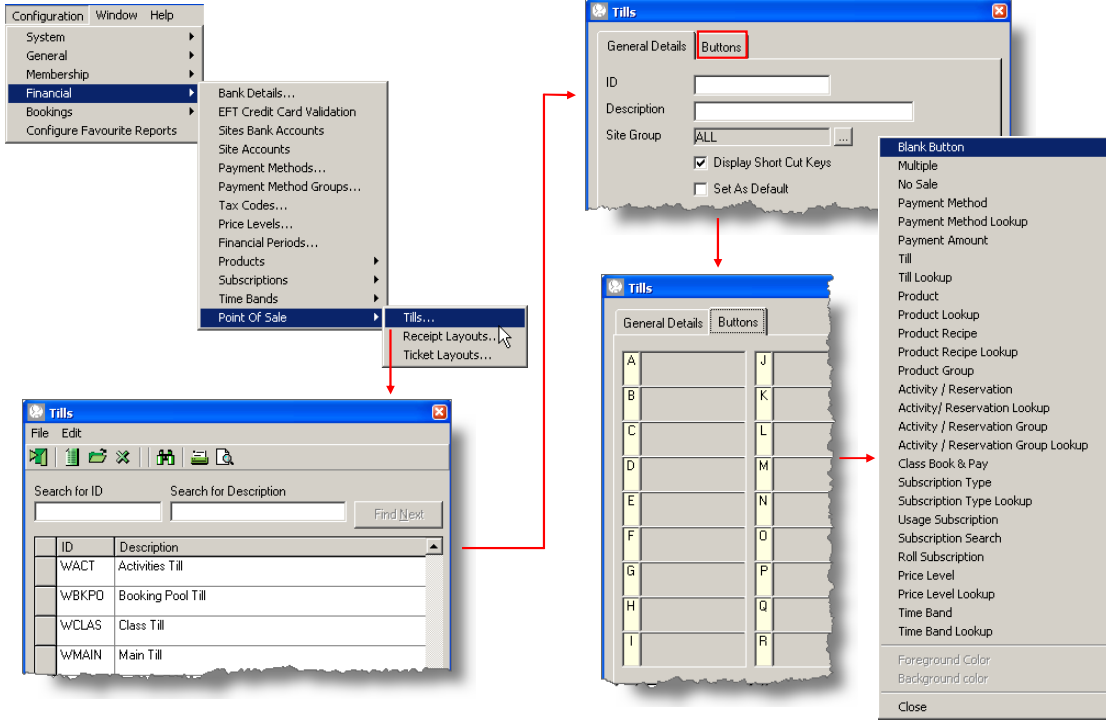 Configuration Window Help
System
General
Membership
Financial
Bookings
Configure Favourite Reports
Bank Details...
EFT Credit Card Validation
Sites Bank Accounts
Site Accounts
Payment Methods...
Payment Method Groups...
Tax Codes...
Price Levels...
Financial Periods...
Products
Subscriptions
Time Bands
Point Of Sale
Tills...
Receipt Layouts...
Ticket Layouts...
Tills
File Edit
Search for ID Search for Description
Find Next
ID Description
WACT Activities Till
WBKPO Booking Pool Till
WCLAS Class Till
WMAIN Main Till
Tills
General Details Buttons
ID
Description
Site Group ALL ...
Display Short Cut Keys
Set As Default
Tills
General Details Buttons
A J
B K
C L
D M
E N
F O
G P
H Q
I R
Blank Button
Multiple
No Sale
Payment Method
Payment Method Lookup
Payment Amount
Till
Till Lookup
Product
Product Lookup
Product Recipe
Product Recipe Lookup
Product Group
Activity / Reservation
Activity/ Reservation Lookup
Activity / Reservation Group
Activity / Reservation Group Lookup
Class Book & Pay
Subscription Type
Subscription Type Lookup
Usage Subscription
Subscription Search
Roll Subscription
Price Level
Price Level Lookup
Time Band
Time Band Lookup
Foreground Color
Background color
Close